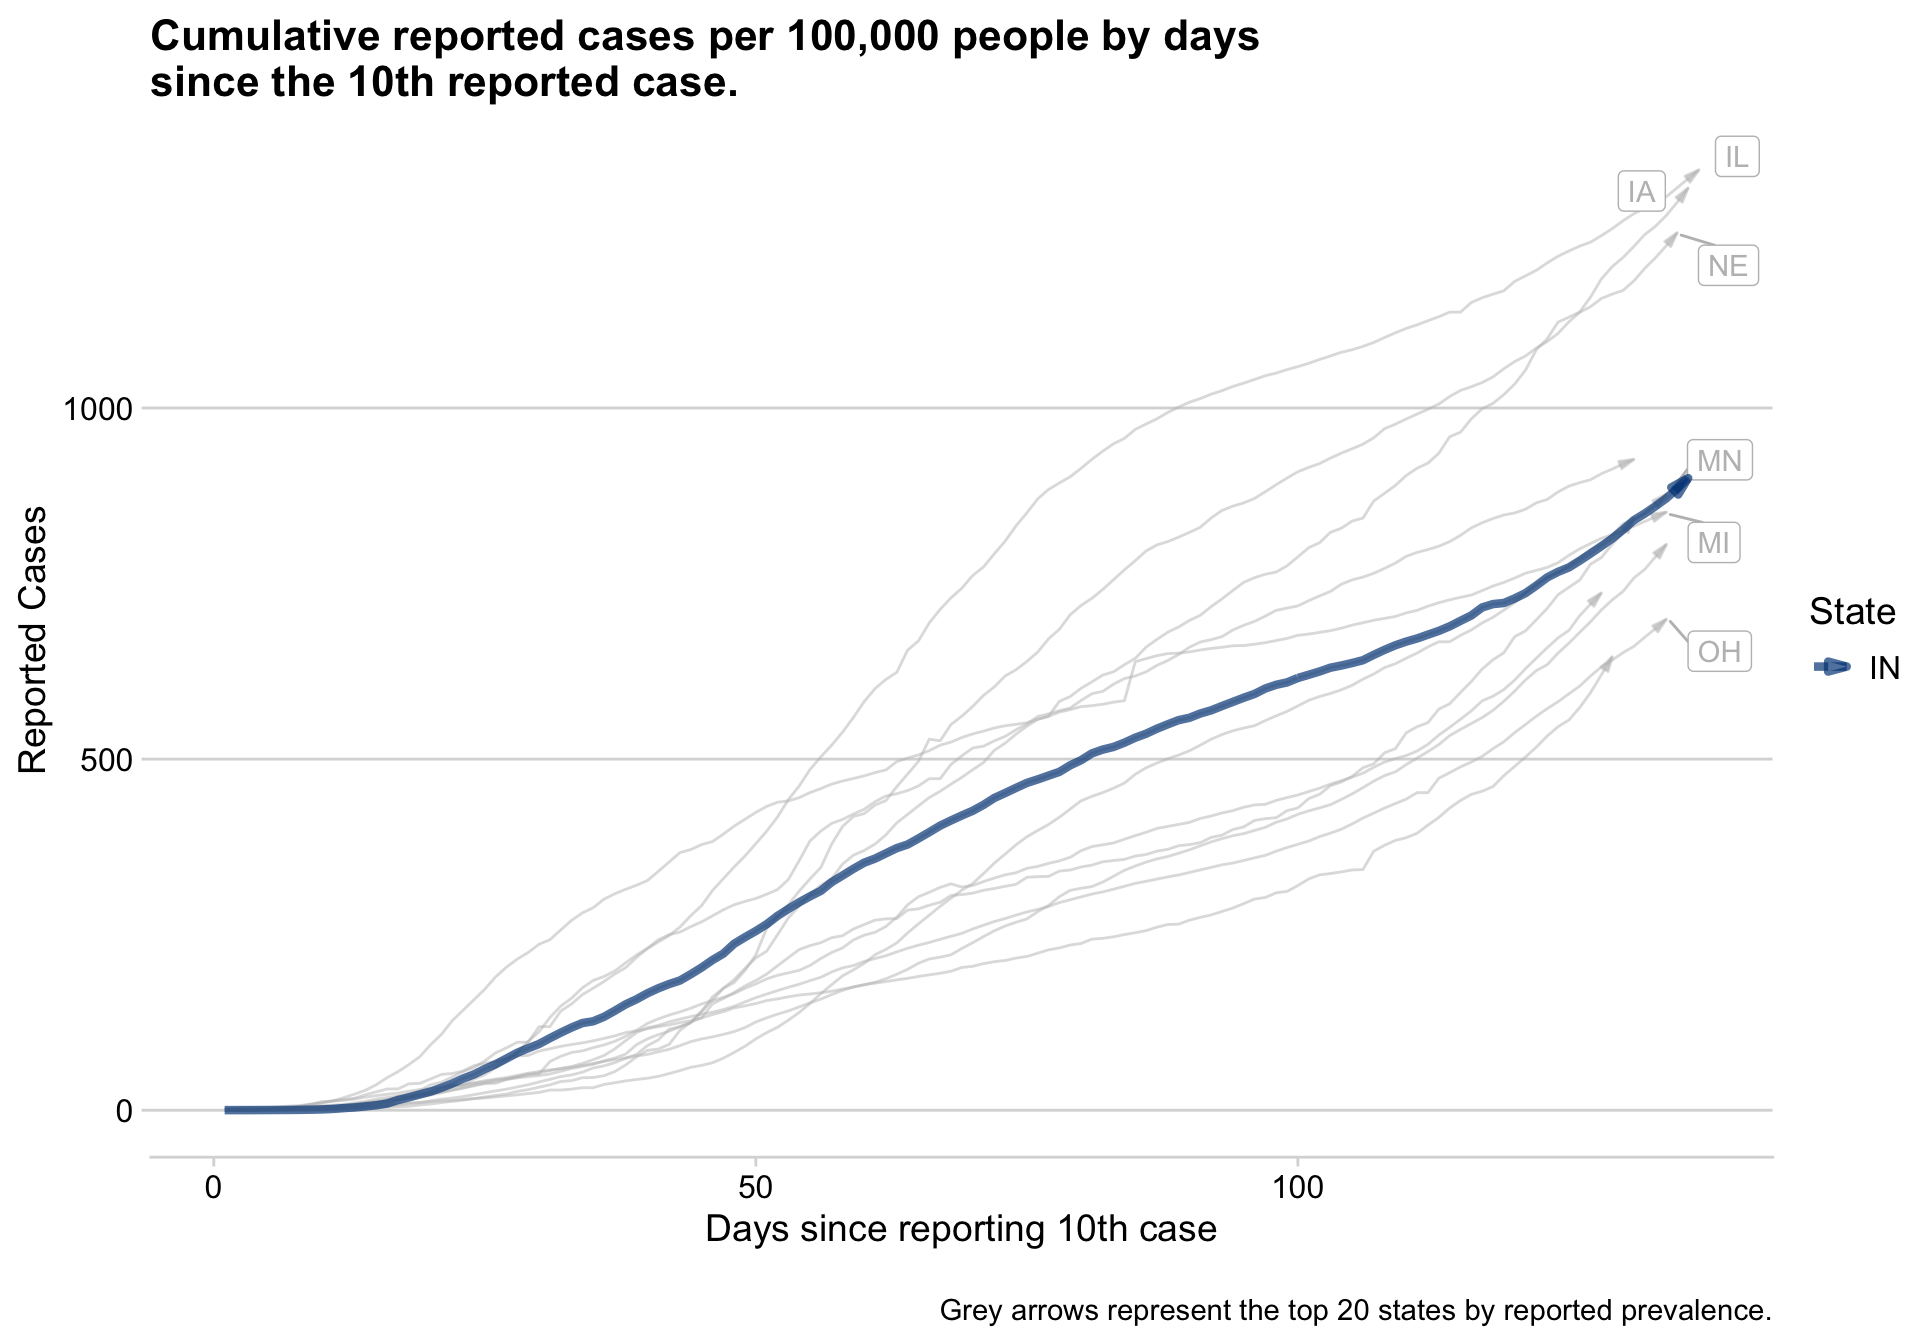 Cumulative reported cases per 100,000 people by days
since the 10th reported case.
IL
IA
NE
1000
MN
Reported Cases
MI
State
OH
IN
500
0
0
50
100
Days since reporting 10th case
Grey arrows represent the top 20 states by reported prevalence.